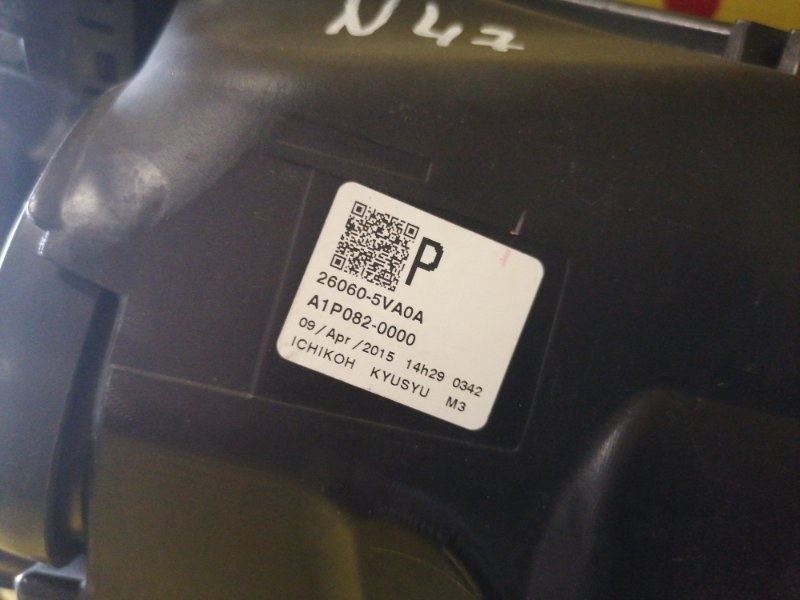 N47
P
26060-5VA0A
A1P082-0000
09/Apr/2015 14h29 0342
ICHIKOH KYUSYU M3